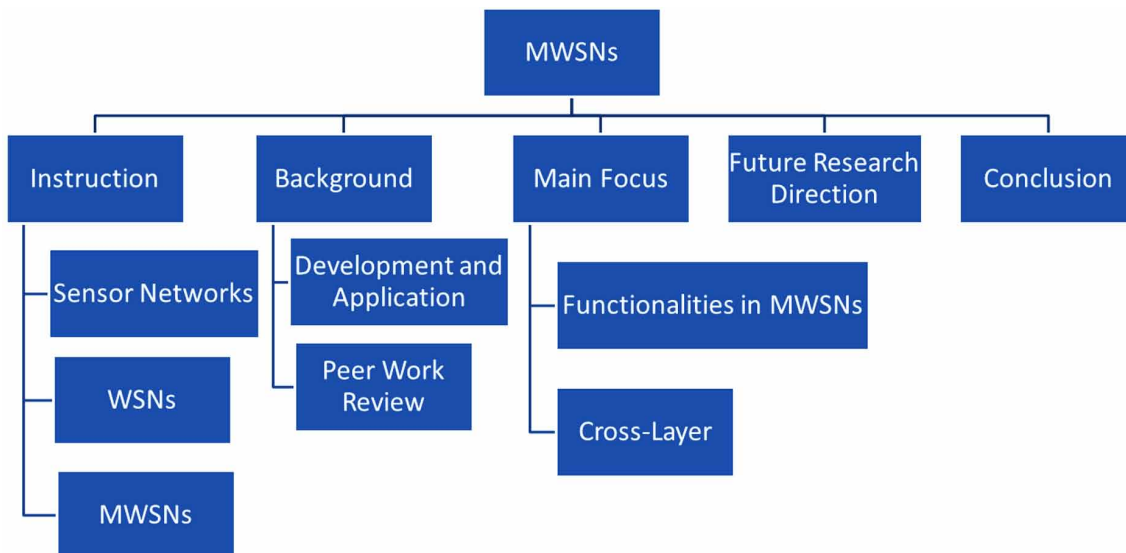 MWSNs
Instruction
Background
Main Focus
Future Research
Direction
Conclusion
Sensor Networks
WSNs
MWSNs
Development and
Application
Peer Work
Review
Functionalities in MWSNs
Cross-Layer